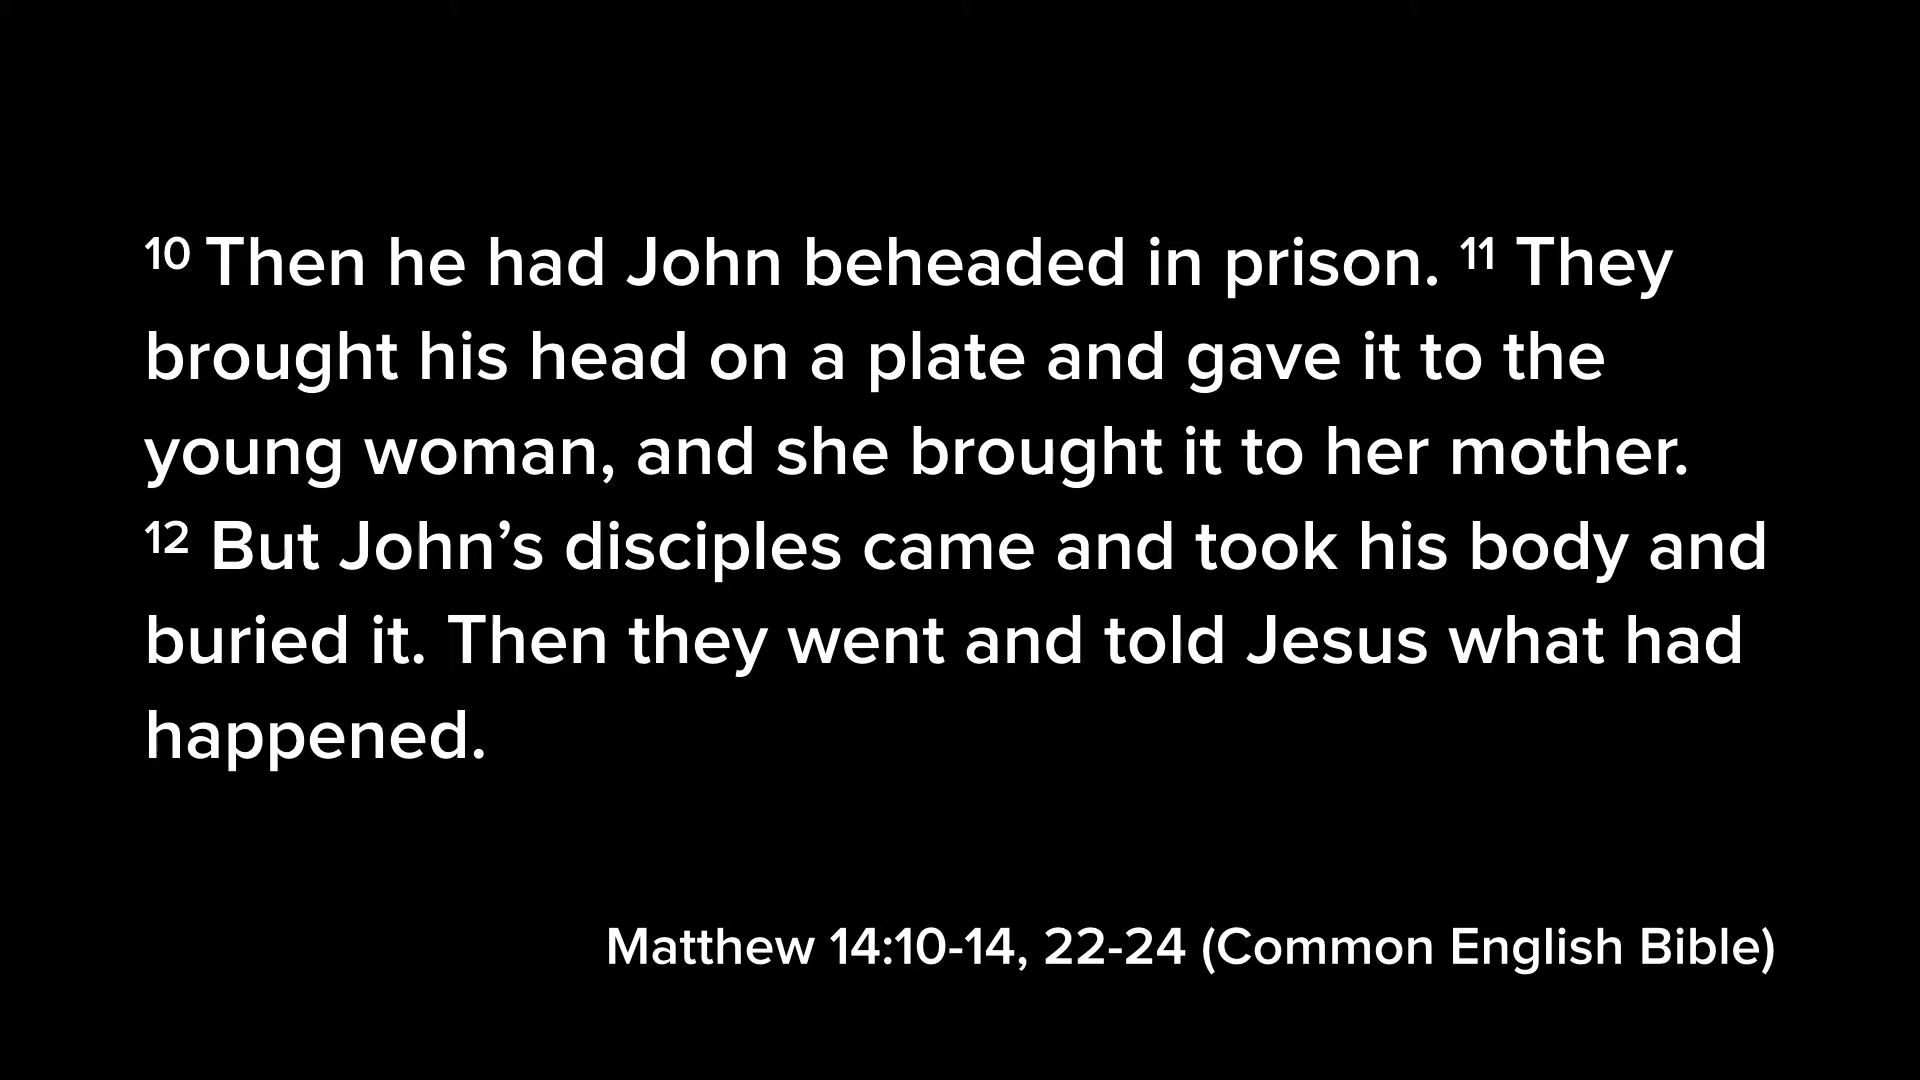 10 Then he had John beheaded in prison. 11 They
brought his head on a plate and gave it to the
young woman, and she brought it to her mother.
12 But John’s disciples came and took his body and
buried it. Then they went and told Jesus what had
happened.
Matthew 14:10-14, 22-24 (Common English Bible)